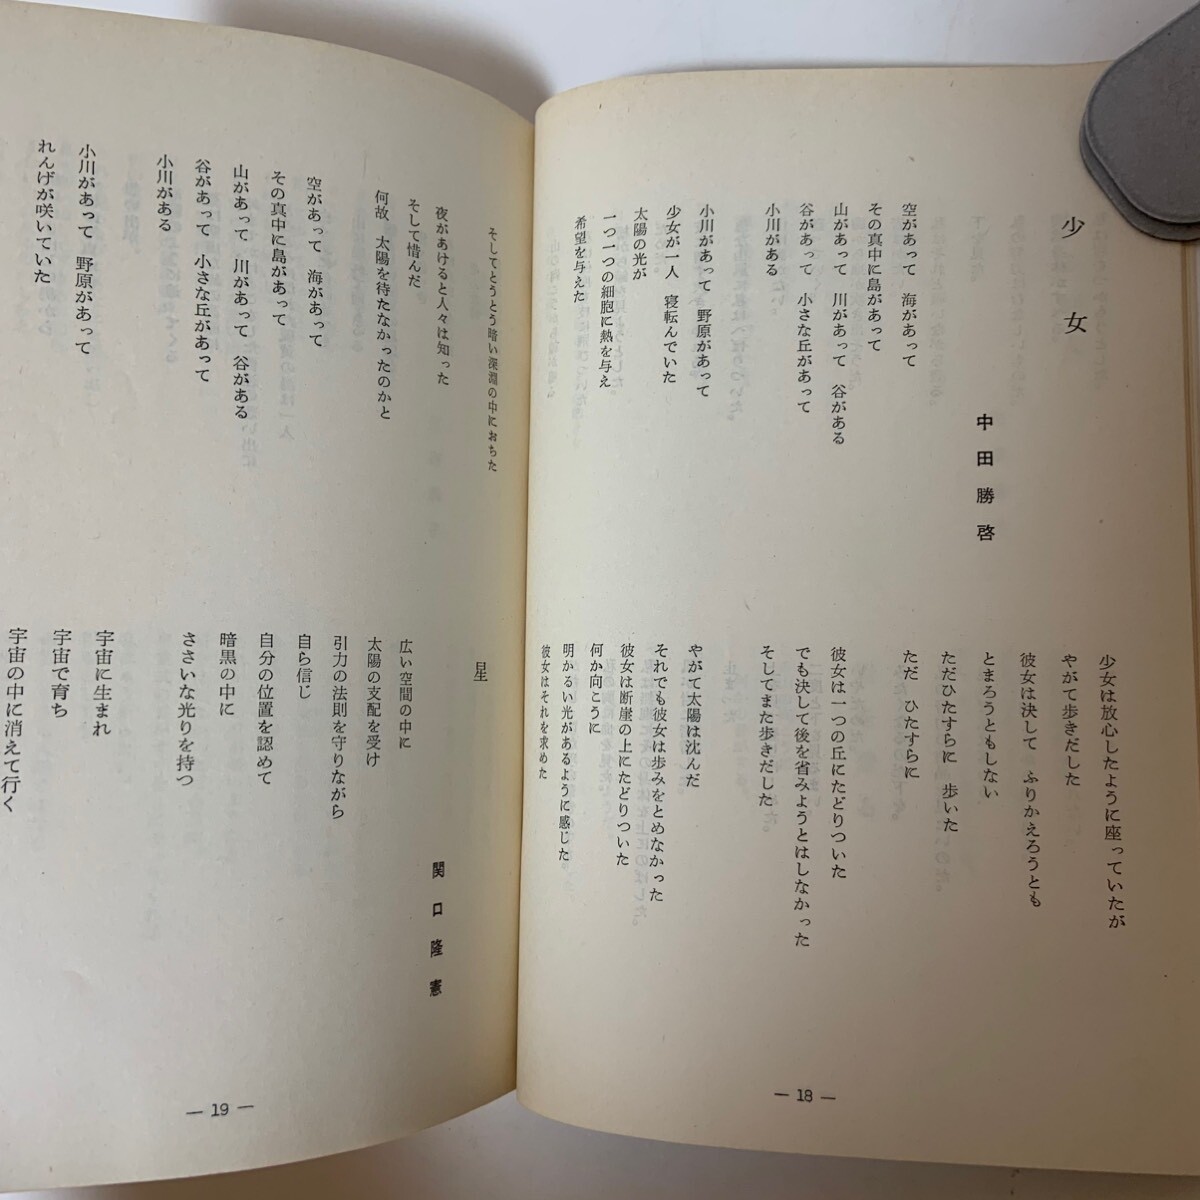 少女
中田勝啓
空があって　海があって
その真中に島があって
山があって　川があって　谷がある
谷があって　小さな丘があって
小川がある
小川があって　野原があって
少女が一人　寝転んでいた
太陽の光が
一つ一つの細胞に熱を与え
希望を与えた
少女は放心したように座っていたが
やがて歩きだした
彼女は決して　ふりかえろうとも
とまろうともしない
ただひたすらに　歩いた
ただ　ひたすらに
彼女は一つの丘にたどりついた
でも決して後を省みようとはしなかった
そしてまた歩きだした
やがて太陽は沈んだ
それでも彼女は歩みをとめなかった
彼女は断崖の上にたどりついた
何か向こうに
明かるい光があるように感じた
彼女はそれを求めた
— 18 —
そしてとうとう暗い深淵の中におちた
夜があけると人々は知った
そして惜んだ
何故　太陽を待たなかったのかと
空があって　海があって
その真中に島があって
山があって　川があって　谷がある
谷があって　小さな丘があって
小川がある
小川があって　野原があって
れんげが咲いていた
星
関口隆憲
広い空間の中に
太陽の支配を受け
引力の法則を守りながら
自ら信じ
自分の位置を認めて
暗黒の中に
ささいな光りを持つ
宇宙に生まれ
宇宙で育ち
宇宙の中に消えて行く
— 19 —